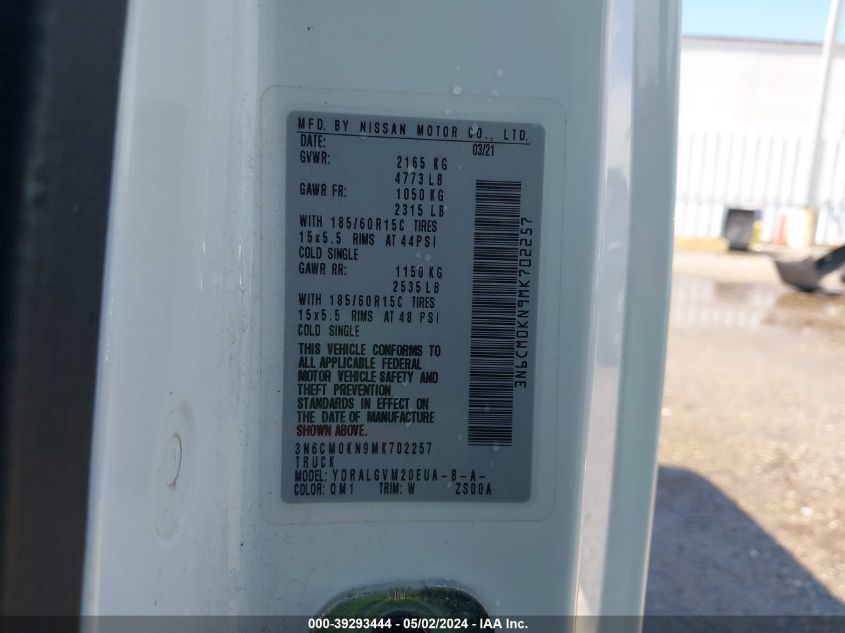 MFD. BY NISSAN MOTOR CO., LTD.
DATE: 03/21
GVWR: 2165 KG
4773 LB
GAWR FR: 1050 KG
2315 LB
WITH 185/60R15C TIRES
15x5.5 RIMS AT 44PSI
COLD SINGLE
GAWR RR: 1150 KG
2535 LB
WITH 185/60R15C TIRES
15x5.5 RIMS AT 48 PSI
COLD SINGLE
THIS VEHICLE CONFORMS TO
ALL APPLICABLE FEDERAL
MOTOR VEHICLE SAFETY AND
THEFT PREVENTION
STANDARDS IN EFFECT ON
THE DATE OF MANUFACTURE
SHOWN ABOVE.
3N6CM0KN9MK702257
TRUCK
MODEL: YDRALGVM20EUA-B-A-
COLOR: QM1 TRIM: W ZS00A
3N6CM0KN9MK702257
000-39293444 - 05/02/2024 - IAA Inc.